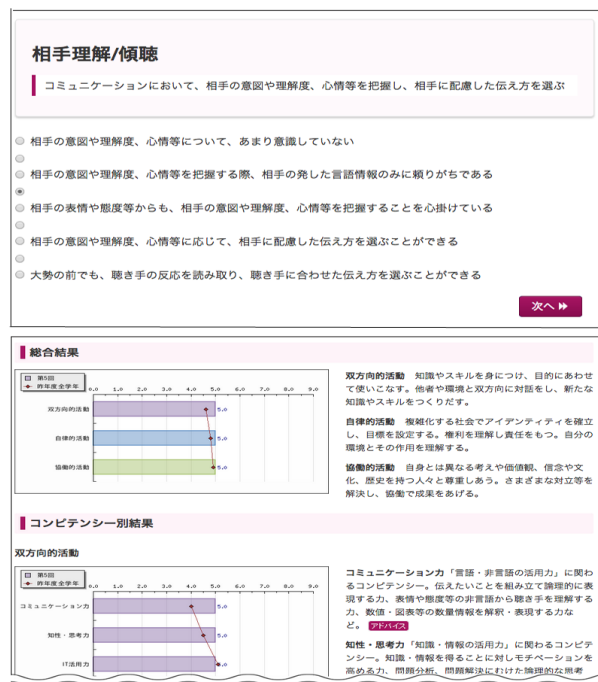 相手理解/傾聴
コミュニケーションにおいて、相手の意図や理解度、心情等を把握し、相手に配慮した伝え方を選ぶ
相手の意図や理解度、心情等について、あまり意識していない
相手の意図や理解度、心情等を把握する際、相手の発した言語情報のみに頼りがちである
相手の表情や態度等からも、相手の意図や理解度、心情等を把握することを心掛けている
相手の意図や理解度、心情等に応じて、相手に配慮した伝え方を選ぶことができる
大勢の前でも、聴き手の反応を読み取り、聴き手に合わせた伝え方を選ぶことができる
次へ
総合結果
第5回
昨年度全学年
0.0 1.0 2.0 3.0 4.0 5.0 6.0 7.0 8.0 9.0
双方向的活動 5.0
自律的活動 5.0
協働的活動 5.0
双方向的活動 知識やスキルを身につけ、目的にあわせ
て使いこなす。他者や環境と双方向に対話をし、新たな
知識やスキルをつくりだす。
自律的活動 複雑化する社会でアイデンティティを確立
し、目標を設定する。権利を理解し責任をもつ。自分の
環境とその作用を理解する。
協働的活動 自身とは異なる考えや価値観、信念や文
化、歴史を持つ人々と尊重しあう。さまざまな対立等を
解決し、協働で成果をあげる。
コンピテンシー別結果
双方向的活動
第5回
昨年度全学年
0.0 1.0 2.0 3.0 4.0 5.0 6.0 7.0 8.0 9.0
コミュニケーション力 5.0
知性・思考力 5.0
IT活用力 5.0
コミュニケーション力「言語・非言語の活用力」に関わ
るコンピテンシー。伝えたいことを組み立て論理的に表
現する力、表情や態度等の非言語から聴き手を理解する
力、数値・図表等の数量情報を解釈・表現する力な
ど。 アドバイス
知性・思考力「知識・情報の活用力」に関わるコンピテ
ンシー。知識・情報を得ることに対しモチベーションを
高める力、問題分析、問題解決にむけた論理的な思考